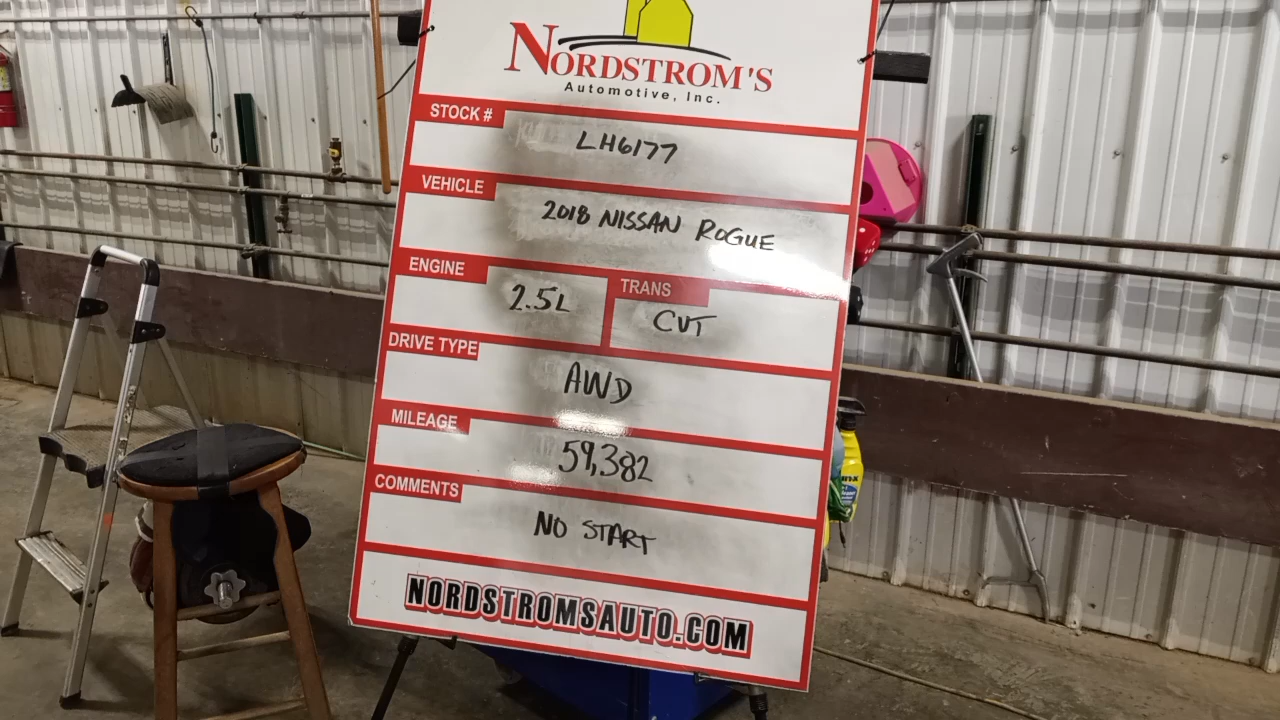 NORDSTROM'S
Automotive, Inc.
STOCK #
LH6177
VEHICLE
2018 NISSAN ROGUE
ENGINE
2.5L
TRANS
CVT
DRIVE TYPE
AWD
MILEAGE
59,382
COMMENTS
NO START
NORDSTROMSAUTO.COM